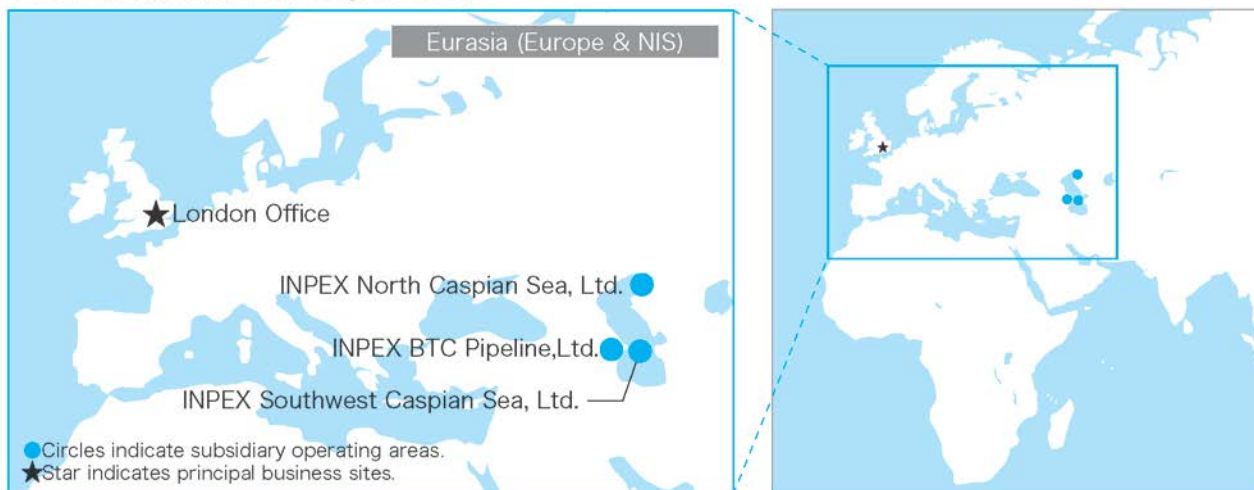 Eurasia (Europe & NIS)
★London Office
INPEX North Caspian Sea, Ltd.
INPEX BTC Pipeline,Ltd.
INPEX Southwest Caspian Sea, Ltd.
●Circles indicate subsidiary operating areas.
★Star indicates principal business sites.